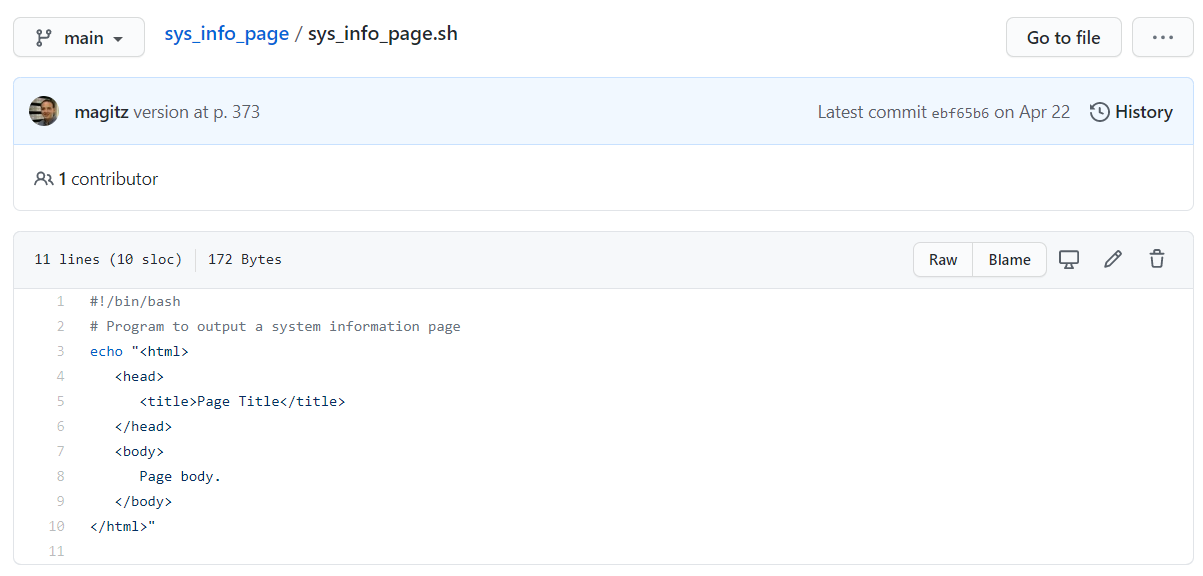 main
sys_info_page / sys_info_page.sh
Go to file
...
magitz version at p. 373
Latest commit ebf65b6 on Apr 22
History
1 contributor
11 lines (10 sloc)
172 Bytes
Raw
Blame
1 #!/bin/bash
2 # Program to output a system information page
3 echo "<html>
4    <head>
5       <title>Page Title</title>
6    </head>
7    <body>
8       Page body.
9    </body>
10 </html>"
11